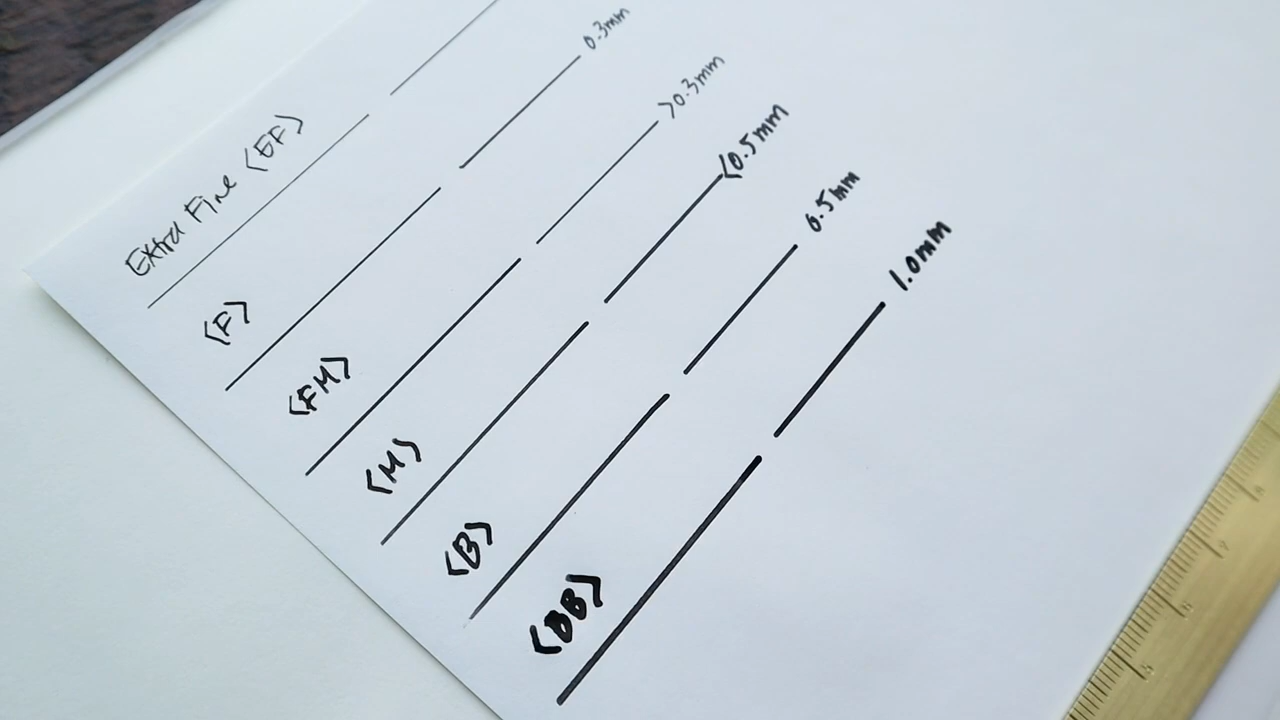 Extra Fine <EF>
<F> 0.3mm
<FM> >0.3mm
<M> <0.5mm
<B> 0.5mm
<BB> 1.0mm